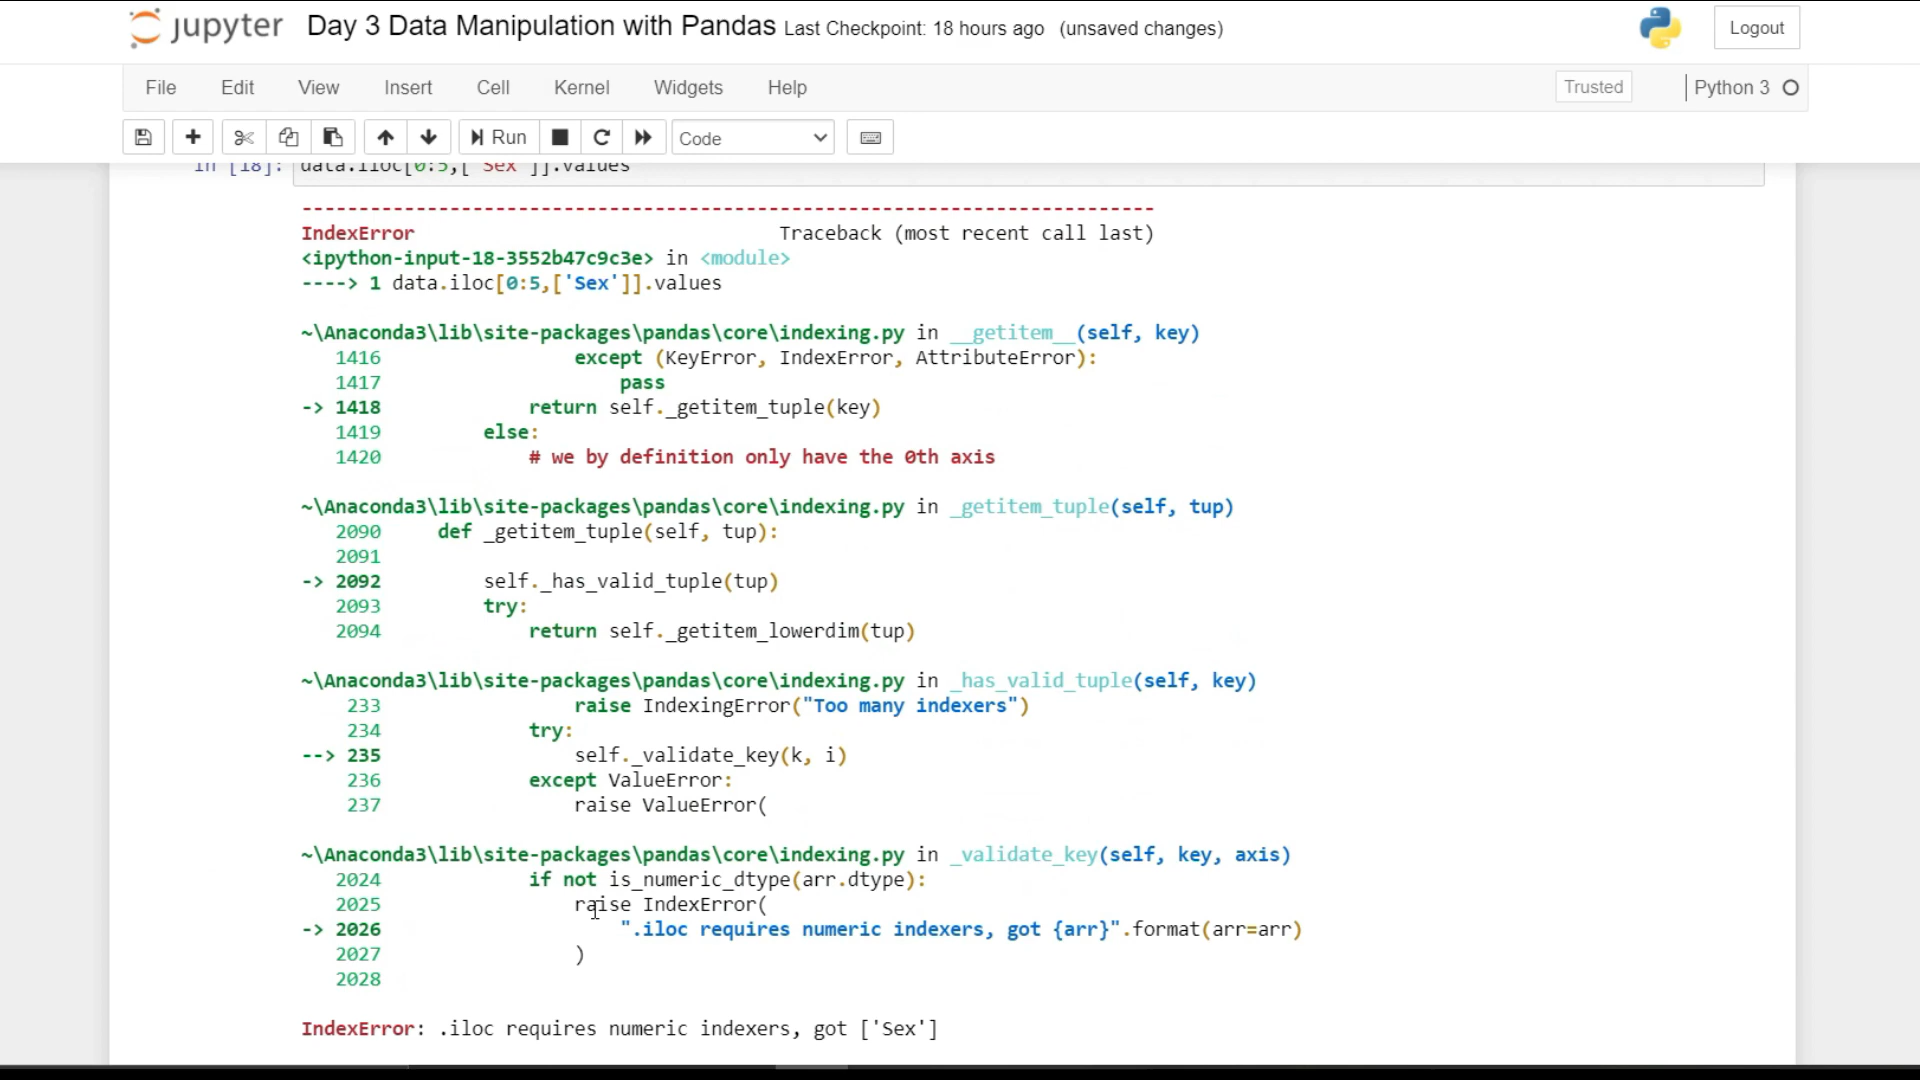 jupyter Day 3 Data Manipulation with Pandas Last Checkpoint: 18 hours ago (unsaved changes) Logout
File Edit View Insert Cell Kernel Widgets Help Trusted Python 3
Run Code
In [18]: data.iloc[0:5,['Sex']].values
---------------------------------------------------------------------------
IndexError Traceback (most recent call last)
<ipython-input-18-3552b47c9c3e> in <module>
----> 1 data.iloc[0:5,['Sex']].values
~\Anaconda3\lib\site-packages\pandas\core\indexing.py in __getitem__(self, key)
1416 except (KeyError, IndexError, AttributeError):
1417 pass
-> 1418 return self._getitem_tuple(key)
1419 else:
1420 # we by definition only have the 0th axis
~\Anaconda3\lib\site-packages\pandas\core\indexing.py in _getitem_tuple(self, tup)
2090 def _getitem_tuple(self, tup):
2091
-> 2092 self._has_valid_tuple(tup)
2093 try:
2094 return self._getitem_lowerdim(tup)
~\Anaconda3\lib\site-packages\pandas\core\indexing.py in _has_valid_tuple(self, key)
233 raise IndexingError("Too many indexers")
234 try:
--> 235 self._validate_key(k, i)
236 except ValueError:
237 raise ValueError(
~\Anaconda3\lib\site-packages\pandas\core\indexing.py in _validate_key(self, key, axis)
2024 if not is_numeric_dtype(arr.dtype):
2025 raise IndexError(
-> 2026 ".iloc requires numeric indexers, got {arr}".format(arr=arr)
2027 )
2028
IndexError: .iloc requires numeric indexers, got ['Sex']